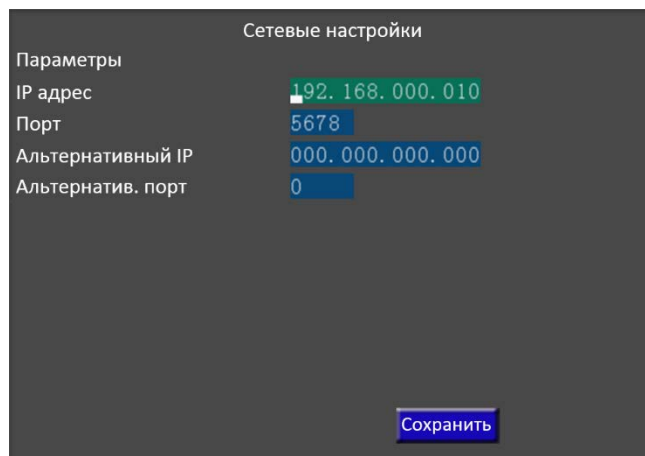 Сетевые настройки
Параметры
IP адрес 192. 168. 000. 010
Порт 5678
Альтернативный IP 000. 000. 000. 000
Альтернатив. порт 0
Сохранить